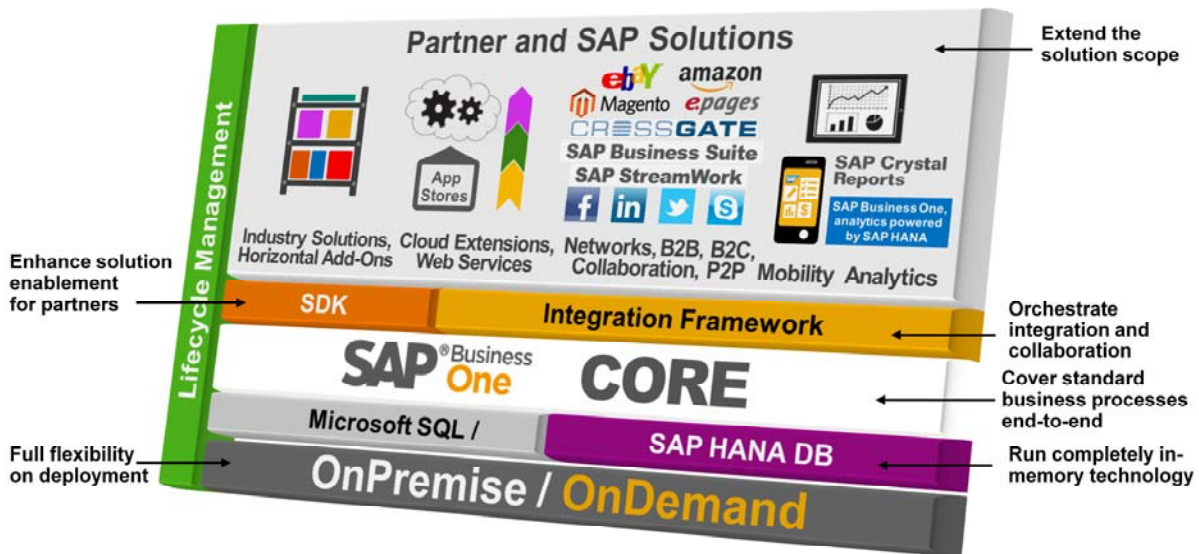 Partner and SAP Solutions
Extend the
solution scope
Lifecycle Management
ebaY
amazon
Magento
e.pages
CROSSGATE
SAP Business Suite
SAP StreamWork
App
Stores
f
in
S
SAP Crystal
Reports
SAP Business One,
analytics powered
by SAP HANA
Industry Solutions,
Horizontal Add-Ons
Cloud Extensions,
Web Services
Networks, B2B, B2C,
Collaboration, P2P
Mobility
Analytics
Enhance solution
enablement
for partners
SDK
Integration Framework
Orchestrate
integration and
collaboration
SAP® Business
One
CORE
Cover standard
business processes
end-to-end
Microsoft SQL /
SAP HANA DB
Run completely in-
memory technology
Full flexibility
on deployment
OnPremise / OnDemand